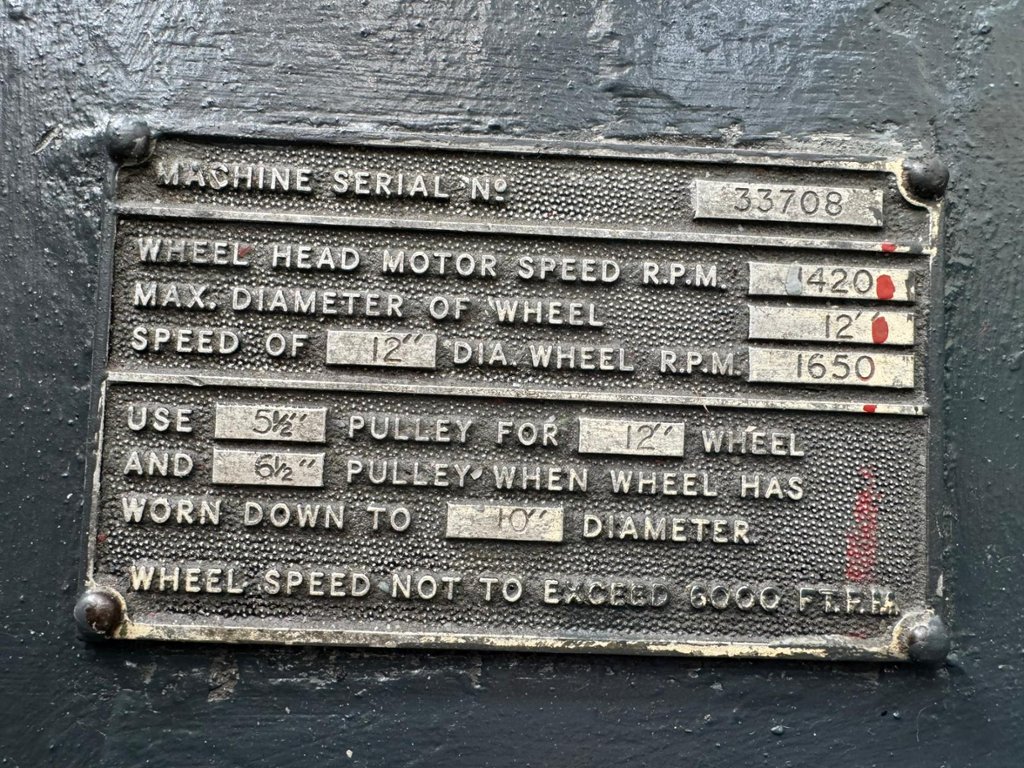 MACHINE SERIAL Nº 33708
WHEEL HEAD MOTOR SPEED R.P.M. 1420
MAX. DIAMETER OF WHEEL 12"
SPEED OF 12" DIA. WHEEL R.P.M. 1650
USE 5½" PULLEY FOR 12" WHEEL
AND 6½" PULLEY WHEN WHEEL HAS
WORN DOWN TO 10" DIAMETER
WHEEL SPEED NOT TO EXCEED 6000 FT.P.M.